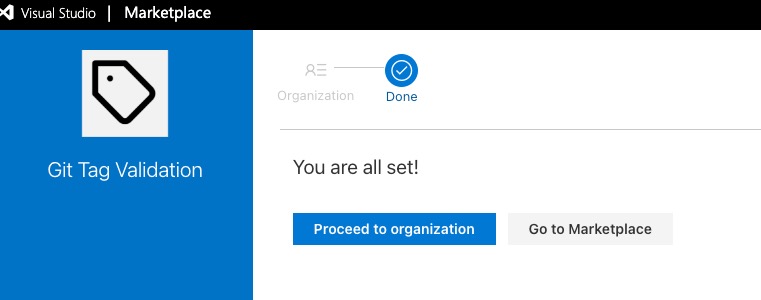 Visual Studio | Marketplace
Git Tag Validation
Organization
Done
You are all set!
Proceed to organization
Go to Marketplace